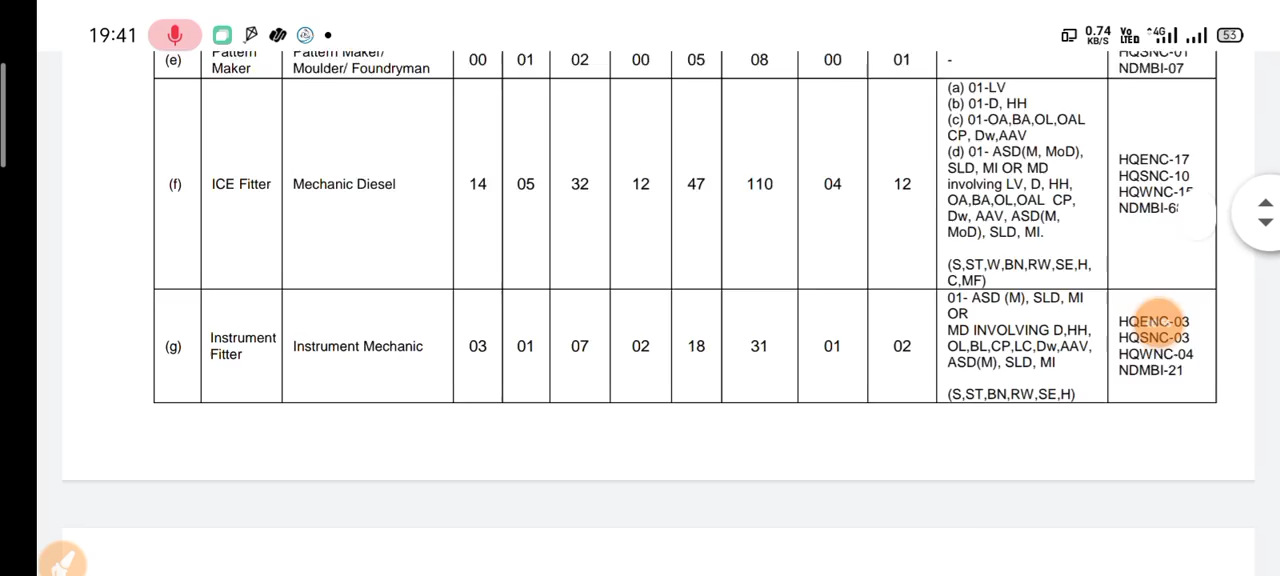 19:41
0.74 KB/S
Vo LTED
4G
53
(e)
Maker
Moulder/ Foundryman
00 01 02 00 05 08 00 01 -
NDMBI-07
(f)
ICE Fitter
Mechanic Diesel
14 05 32 12 47 110 04 12
(a) 01-LV
(b) 01-D, HH
(c) 01-OA,BA,OL,OAL
CP, Dw,AAV
(d) 01- ASD(M, MoD),
SLD, MI OR MD
involving LV, D, HH,
OA,BA,OL,OAL CP,
Dw, AAV, ASD(M,
MoD), SLD, MI.
(S,ST,W,BN,RW,SE,H,
C,MF)
HQENC-17
HQSNC-10
(g)
Instrument
Fitter
Instrument Mechanic
03 01 07 02 18 31 01 02
01- ASD (M), SLD, MI
OR
MD INVOLVING D,HH,
OL,BL,CP,LC,Dw,AAV,
ASD(M), SLD, MI
(S,ST,BN,RW,SE,H)
HQENC-03
HQSNC-03
HQWNC-04
NDMBI-21